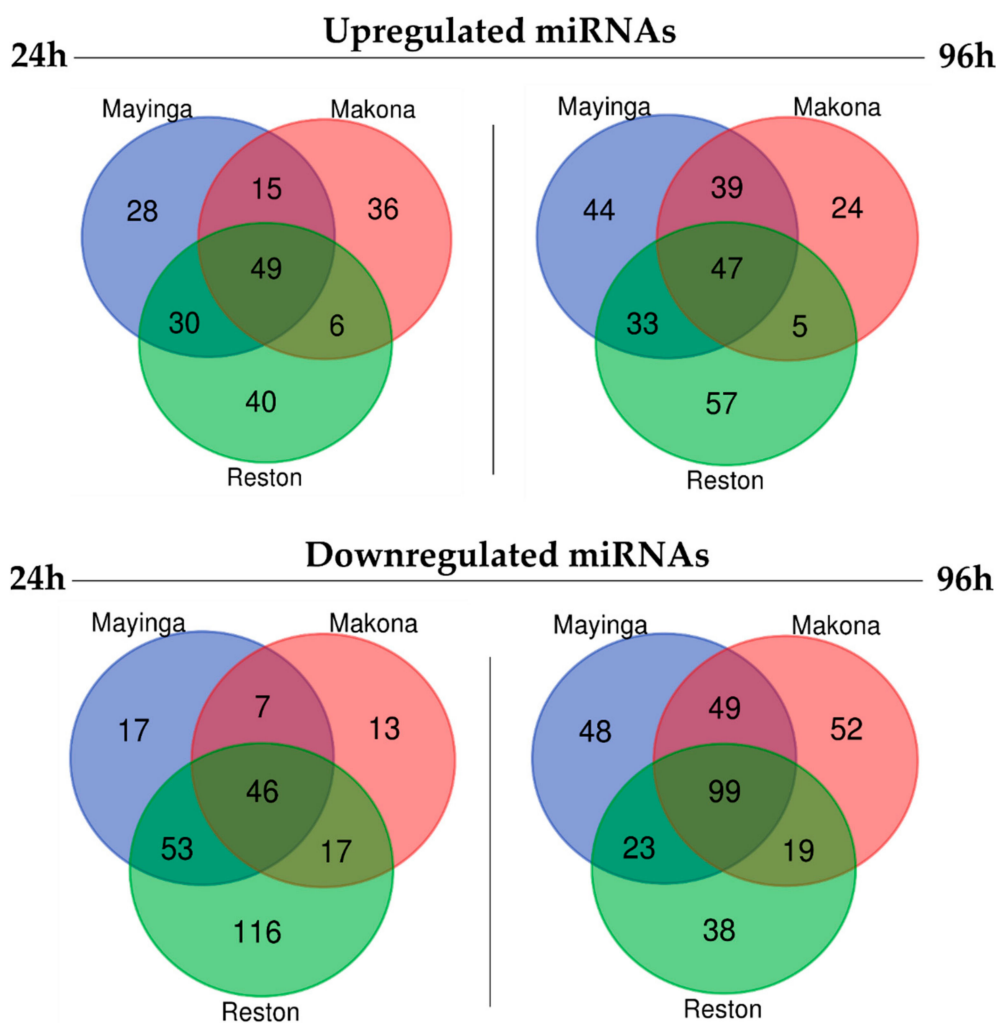 Upregulated miRNAs
24h 96h
Mayinga Makona
28 15 36
49
30 6
40
Reston
Mayinga Makona
44 39 24
47
33 5
57
Reston
Downregulated miRNAs
24h 96h
Mayinga Makona
17 7 13
46
53 17
116
Reston
Mayinga Makona
48 49 52
99
23 19
38
Reston